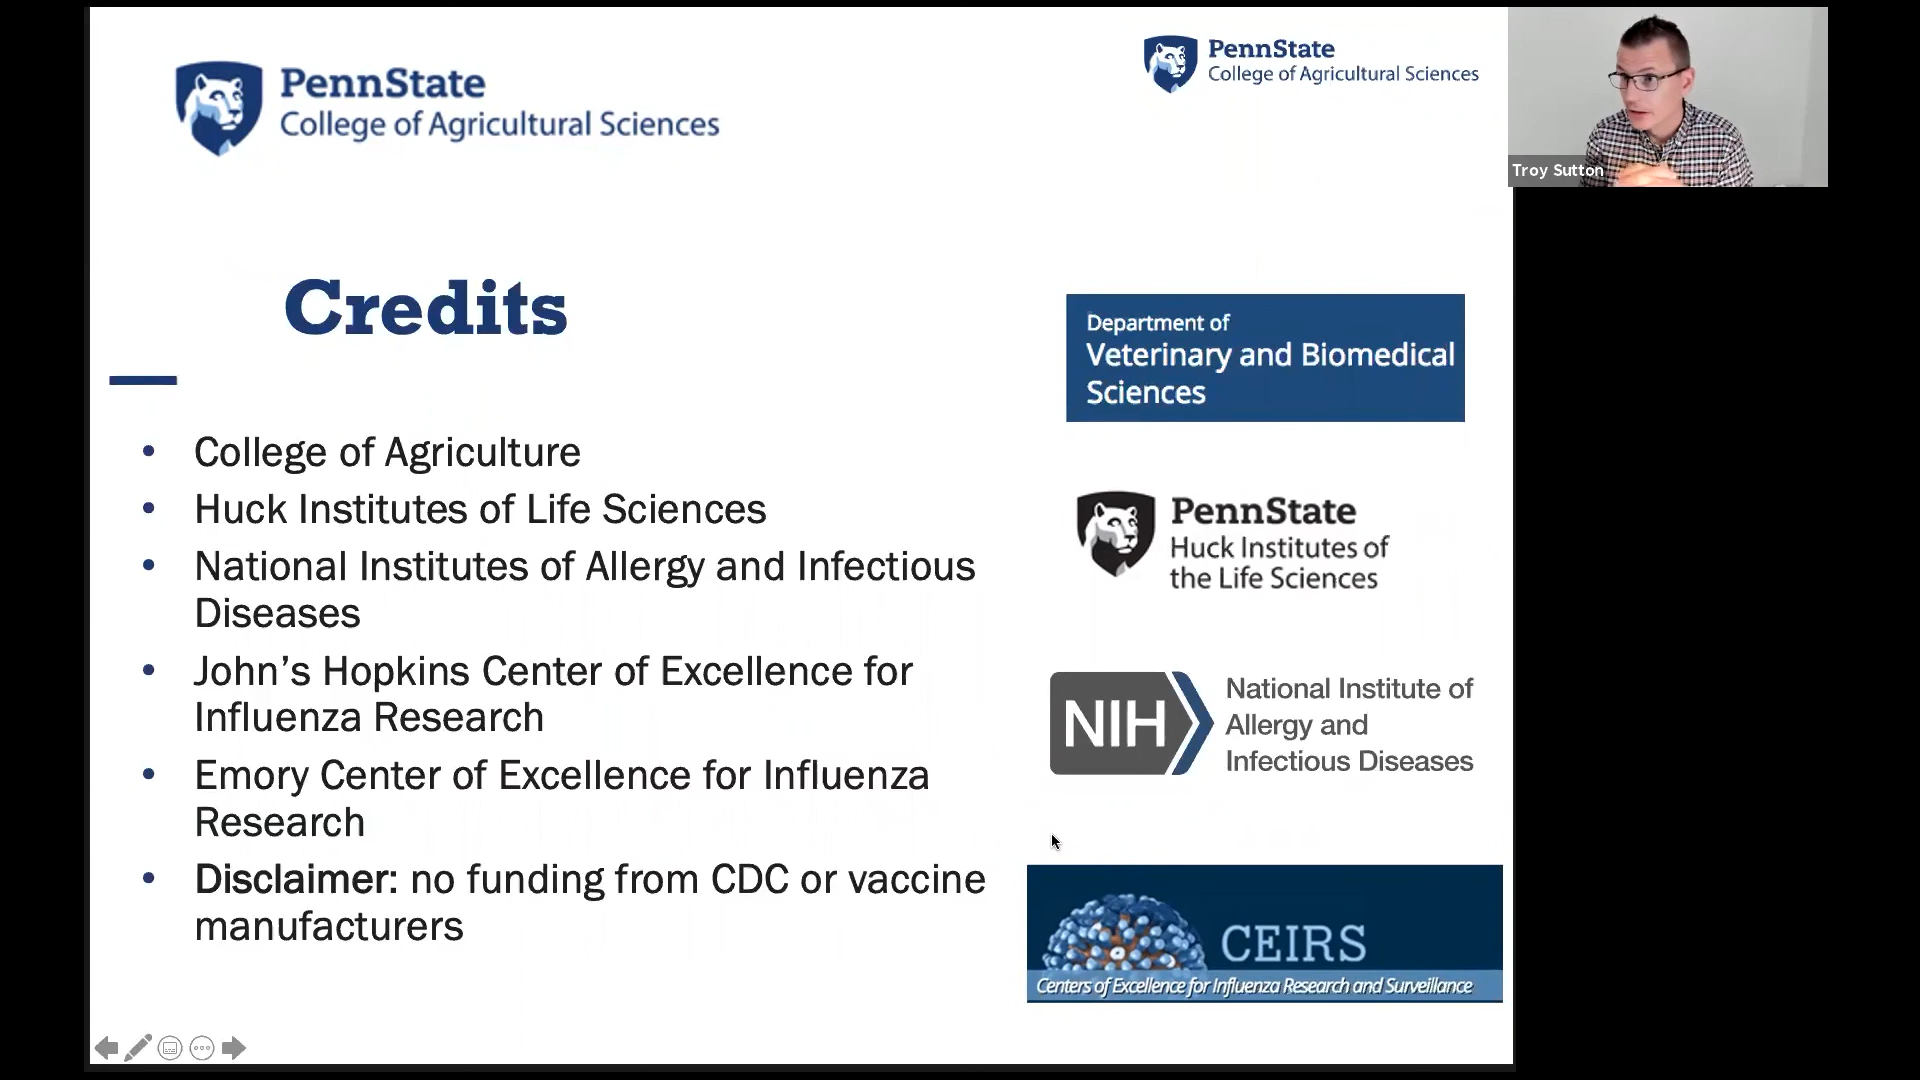 PennState
College of Agricultural Sciences
PennState
College of Agricultural Sciences
Troy Sutton
Credits
• College of Agriculture
• Huck Institutes of Life Sciences
• National Institutes of Allergy and Infectious
Diseases
• John’s Hopkins Center of Excellence for
Influenza Research
• Emory Center of Excellence for Influenza
Research
• Disclaimer: no funding from CDC or vaccine
manufacturers
Department of
Veterinary and Biomedical
Sciences
PennState
Huck Institutes of
the Life Sciences
NIH
National Institute of
Allergy and
Infectious Diseases
CEIRS
Centers of Excellence for Influenza Research and Surveillance